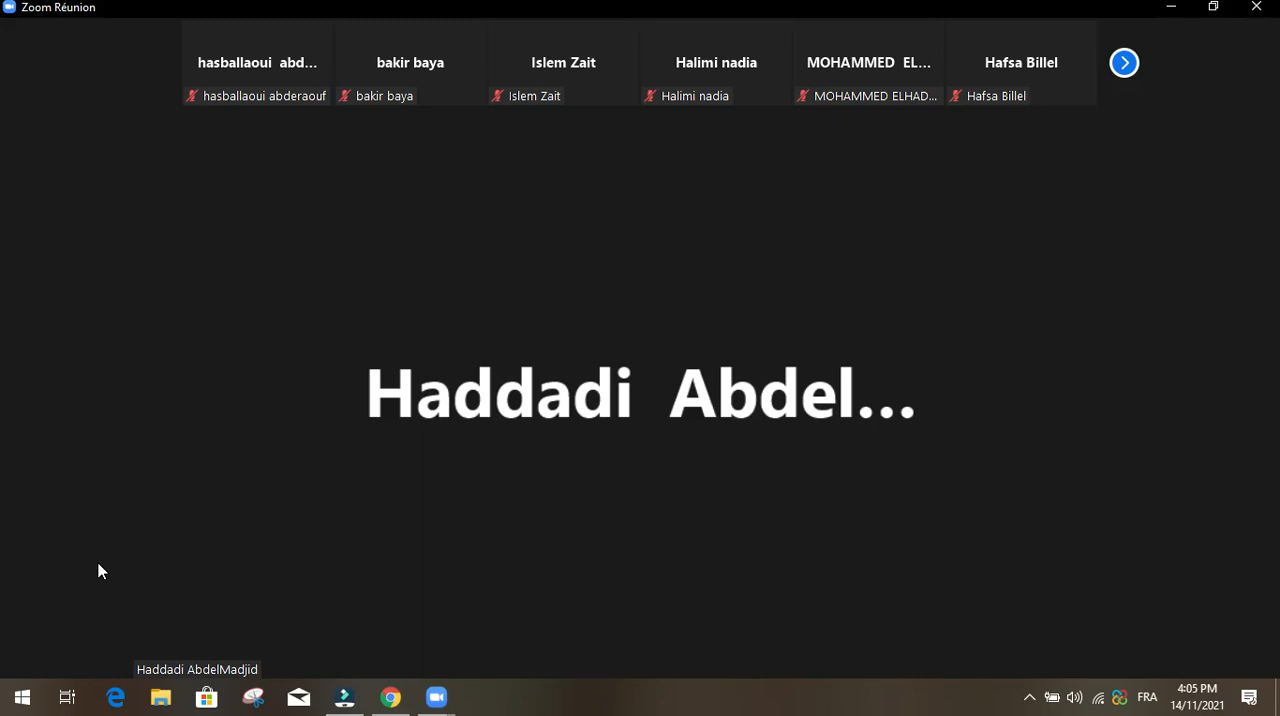 Zoom Réunion
hasballaoui abd... bakir baya Islem Zait Halimi nadia MOHAMMED EL... Hafsa Billel
hasballaoui abderaouf bakir baya Islem Zait Halimi nadia MOHAMMED ELHAD... Hafsa Billel
Haddadi Abdel...
Haddadi AbdelMadjid
FRA 4:05 PM
14/11/2021